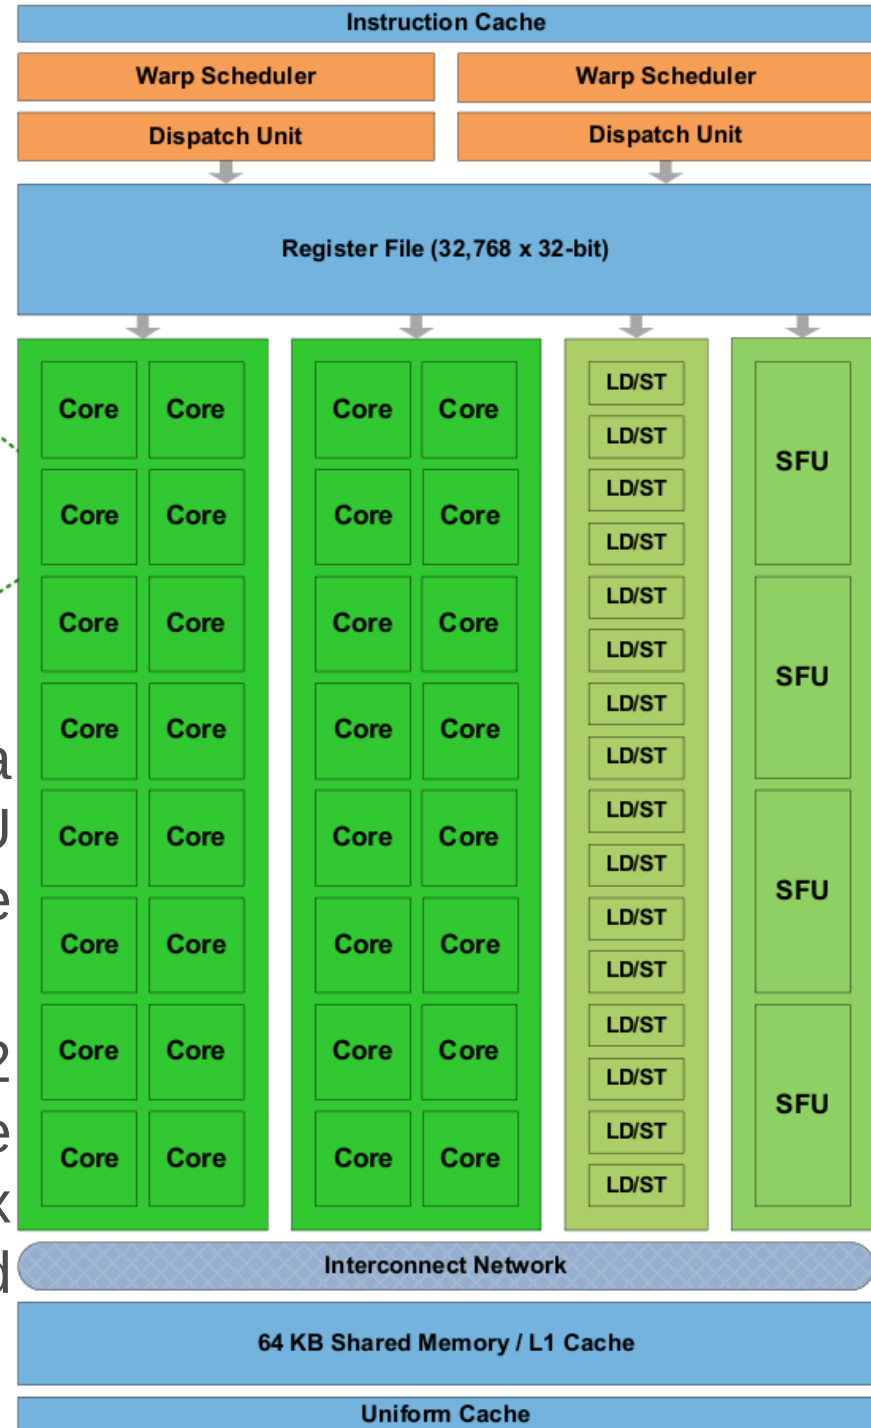 Instruction Cache
Warp Scheduler Warp Scheduler
Dispatch Unit Dispatch Unit
Register File (32,768 x 32-bit)
Core Core Core Core LD/ST SFU
LD/ST
Core Core Core Core LD/ST
LD/ST
Core Core Core Core LD/ST SFU
LD/ST
Core Core Core Core LD/ST
LD/ST
Core Core Core Core LD/ST SFU
LD/ST
Core Core Core Core LD/ST
LD/ST
Core Core Core Core LD/ST SFU
LD/ST
Core Core Core Core LD/ST
LD/ST
Interconnect Network
64 KB Shared Memory / L1 Cache
Uniform Cache